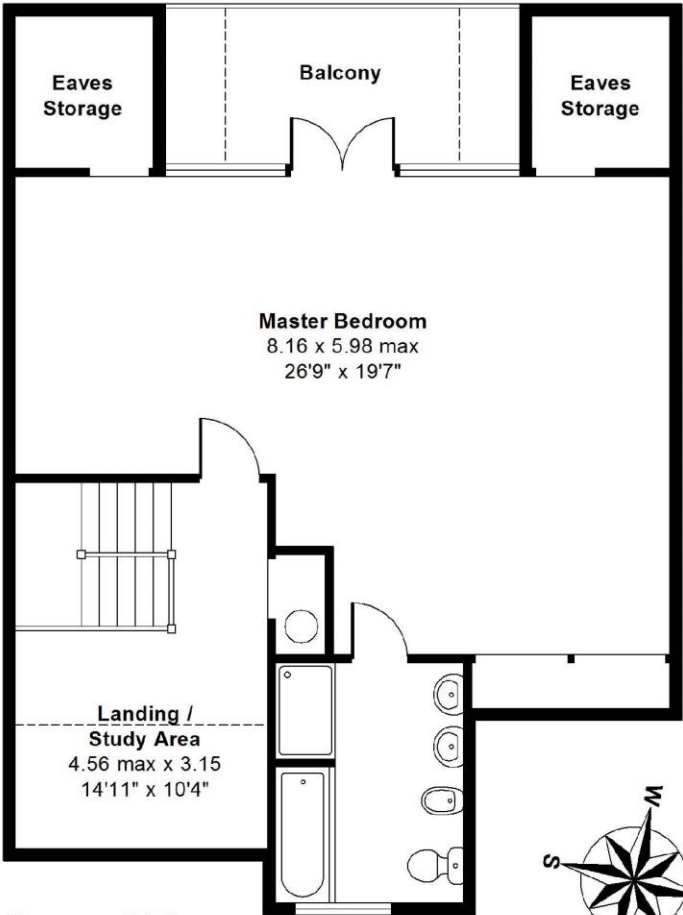 Eaves
Storage
Balcony
Eaves
Storage
Master Bedroom
8.16 x 5.98 max
26'9" x 19'7"
Landing /
Study Area
4.56 max x 3.15
14'11" x 10'4"
W
S